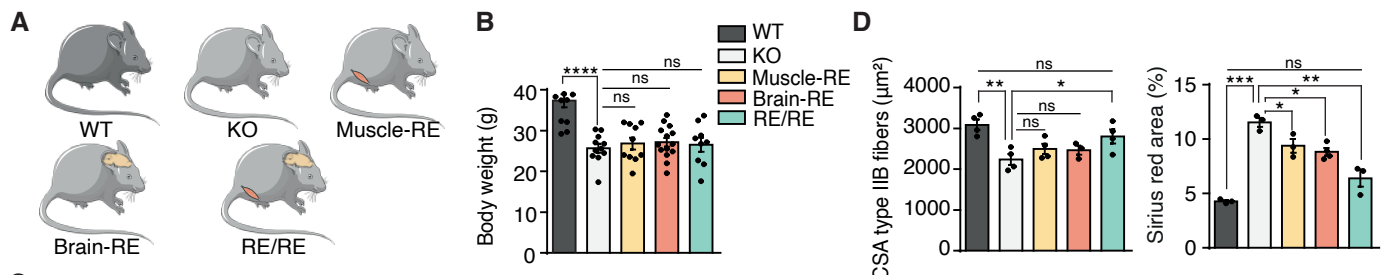 A
WT
KO
Muscle-RE
Brain-RE
RE/RE
B
Body weight (g)
40
30
20
10
0
****
ns
ns
ns
WT
KO
Muscle-RE
Brain-RE
RE/RE
D
CSA type IIB fibers (µm²)
4000
3000
2000
1000
0
ns
**
*
ns
ns
Sirius red area (%)
15
10
5
0
ns
***
**
*
*